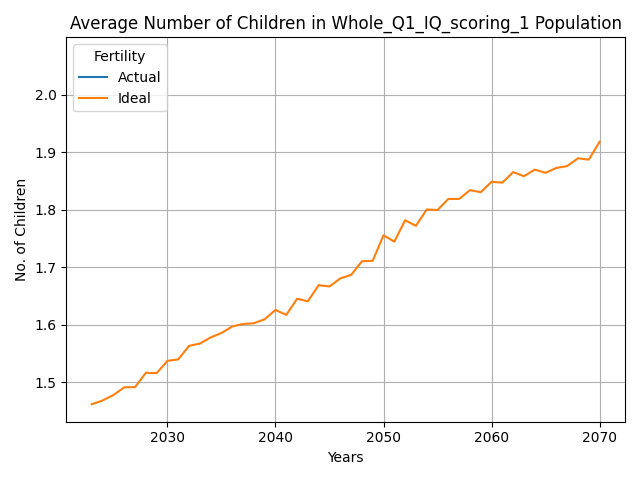 Average Number of Children in Whole_Q1_IQ_scoring_1 Population
Fertility
Actual
Ideal
2.0
1.9
1.8
1.7
1.6
1.5
No. of Children
2030 2040 2050 2060 2070
Years